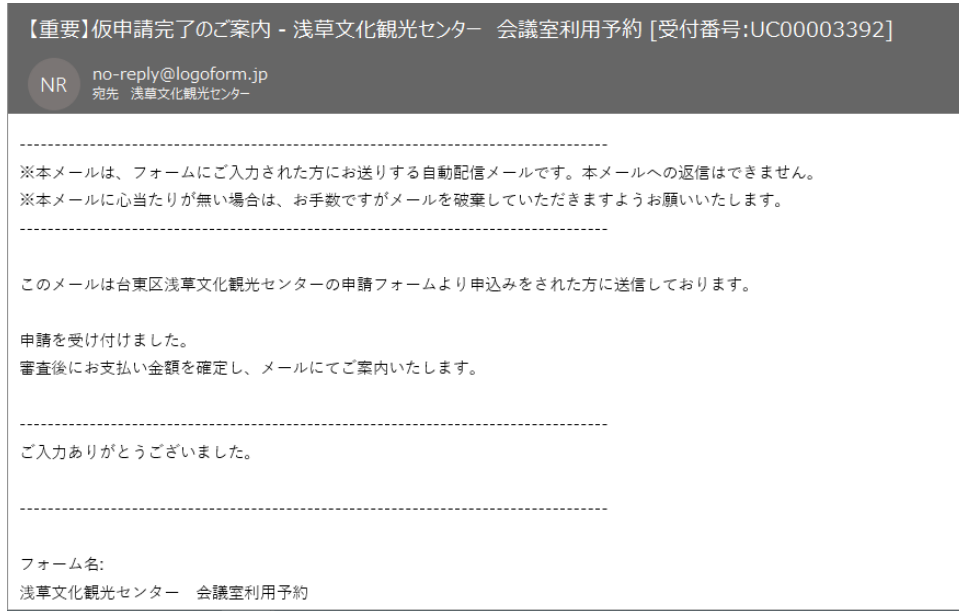 【重要】仮申請完了のご案内 - 浅草文化観光センター　会議室利用予約 [受付番号:UC00003392]
NR
no-reply@logoform.jp
宛先　浅草文化観光センター
-------------------------------------------------------------------------------------
※本メールは、フォームにご入力された方にお送りする自動配信メールです。本メールへの返信はできません。
※本メールに心当たりが無い場合は、お手数ですがメールを破棄していただきますようお願いいたします。
-------------------------------------------------------------------------------------
このメールは台東区浅草文化観光センターの申請フォームより申込みをされた方に送信しております。
申請を受け付けました。
審査後にお支払い金額を確定し、メールにてご案内いたします。
-------------------------------------------------------------------------------------
ご入力ありがとうございました。
-------------------------------------------------------------------------------------
フォーム名:
浅草文化観光センター　会議室利用予約